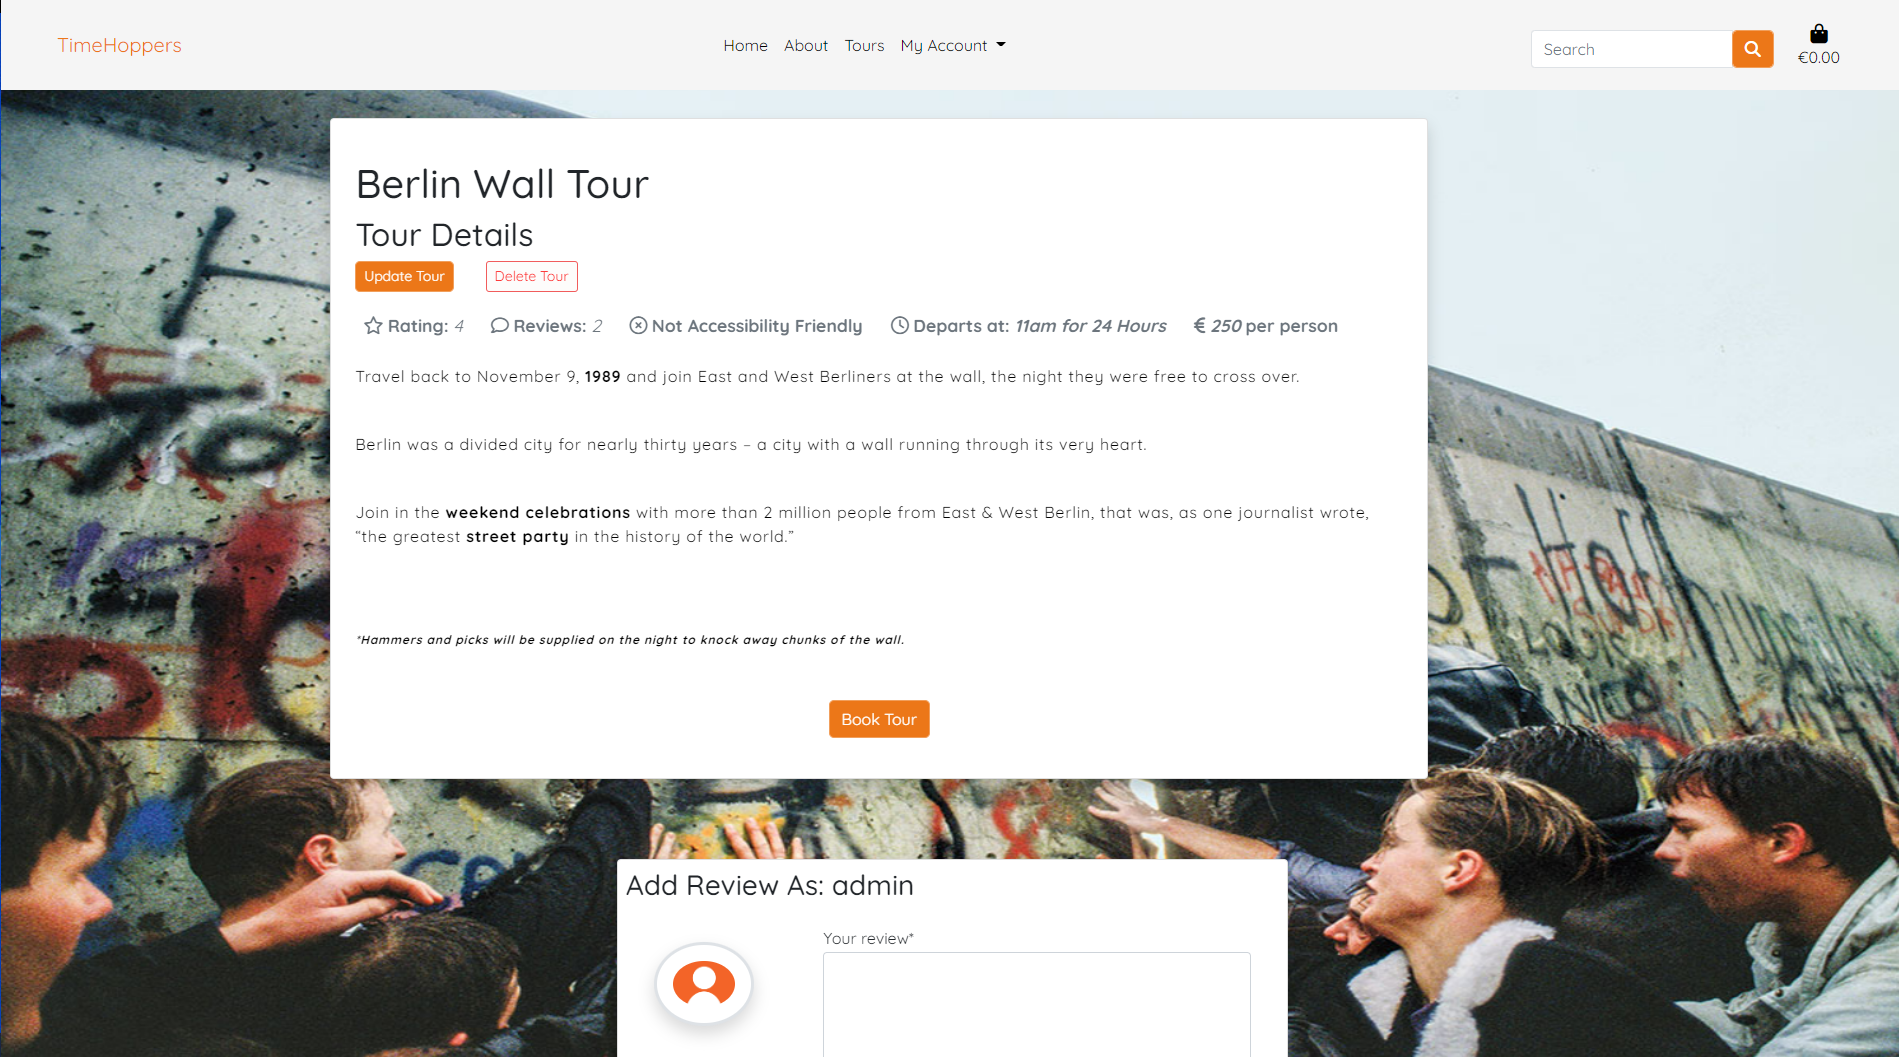 TimeHoppers
Home About Tours My Account
Search
€0.00
Berlin Wall Tour
Tour Details
Update Tour Delete Tour
Rating: 4 Reviews: 2 Not Accessibility Friendly Departs at: 11am for 24 Hours € 250 per person
Travel back to November 9, 1989 and join East and West Berliners at the wall, the night they were free to cross over.
Berlin was a divided city for nearly thirty years – a city with a wall running through its very heart.
Join in the weekend celebrations with more than 2 million people from East & West Berlin, that was, as one journalist wrote,
“the greatest street party in the history of the world.”
*Hammers and picks will be supplied on the night to knock away chunks of the wall.
Book Tour
Add Review As: admin
Your review*